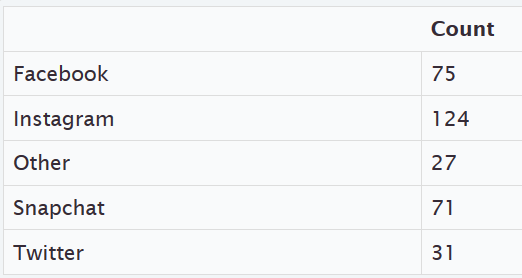 Count
Facebook 75
Instagram 124
Other 27
Snapchat 71
Twitter 31